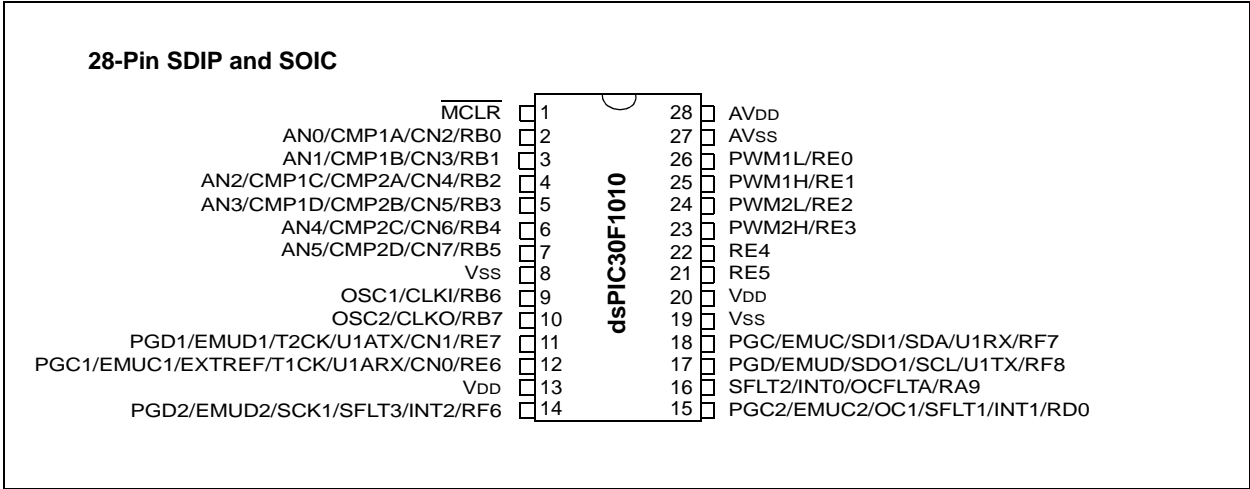 28-Pin SDIP and SOIC
MCLR 1
AN0/CMP1A/CN2/RB0 2
AN1/CMP1B/CN3/RB1 3
AN2/CMP1C/CMP2A/CN4/RB2 4
AN3/CMP1D/CMP2B/CN5/RB3 5
AN4/CMP2C/CN6/RB4 6
AN5/CMP2D/CN7/RB5 7
VSS 8
OSC1/CLKI/RB6 9
OSC2/CLKO/RB7 10
PGD1/EMUD1/T2CK/U1ATX/CN1/RE7 11
PGC1/EMUC1/EXTREF/T1CK/U1ARX/CN0/RE6 12
VDD 13
PGD2/EMUD2/SCK1/SFLT3/INT2/RF6 14
dsPIC30F1010
28 AVDD
27 AVSS
26 PWM1L/RE0
25 PWM1H/RE1
24 PWM2L/RE2
23 PWM2H/RE3
22 RE4
21 RE5
20 VDD
19 VSS
18 PGC/EMUC/SDI1/SDA/U1RX/RF7
17 PGD/EMUD/SDO1/SCL/U1TX/RF8
16 SFLT2/INT0/OCFLTA/RA9
15 PGC2/EMUC2/OC1/SFLT1/INT1/RD0